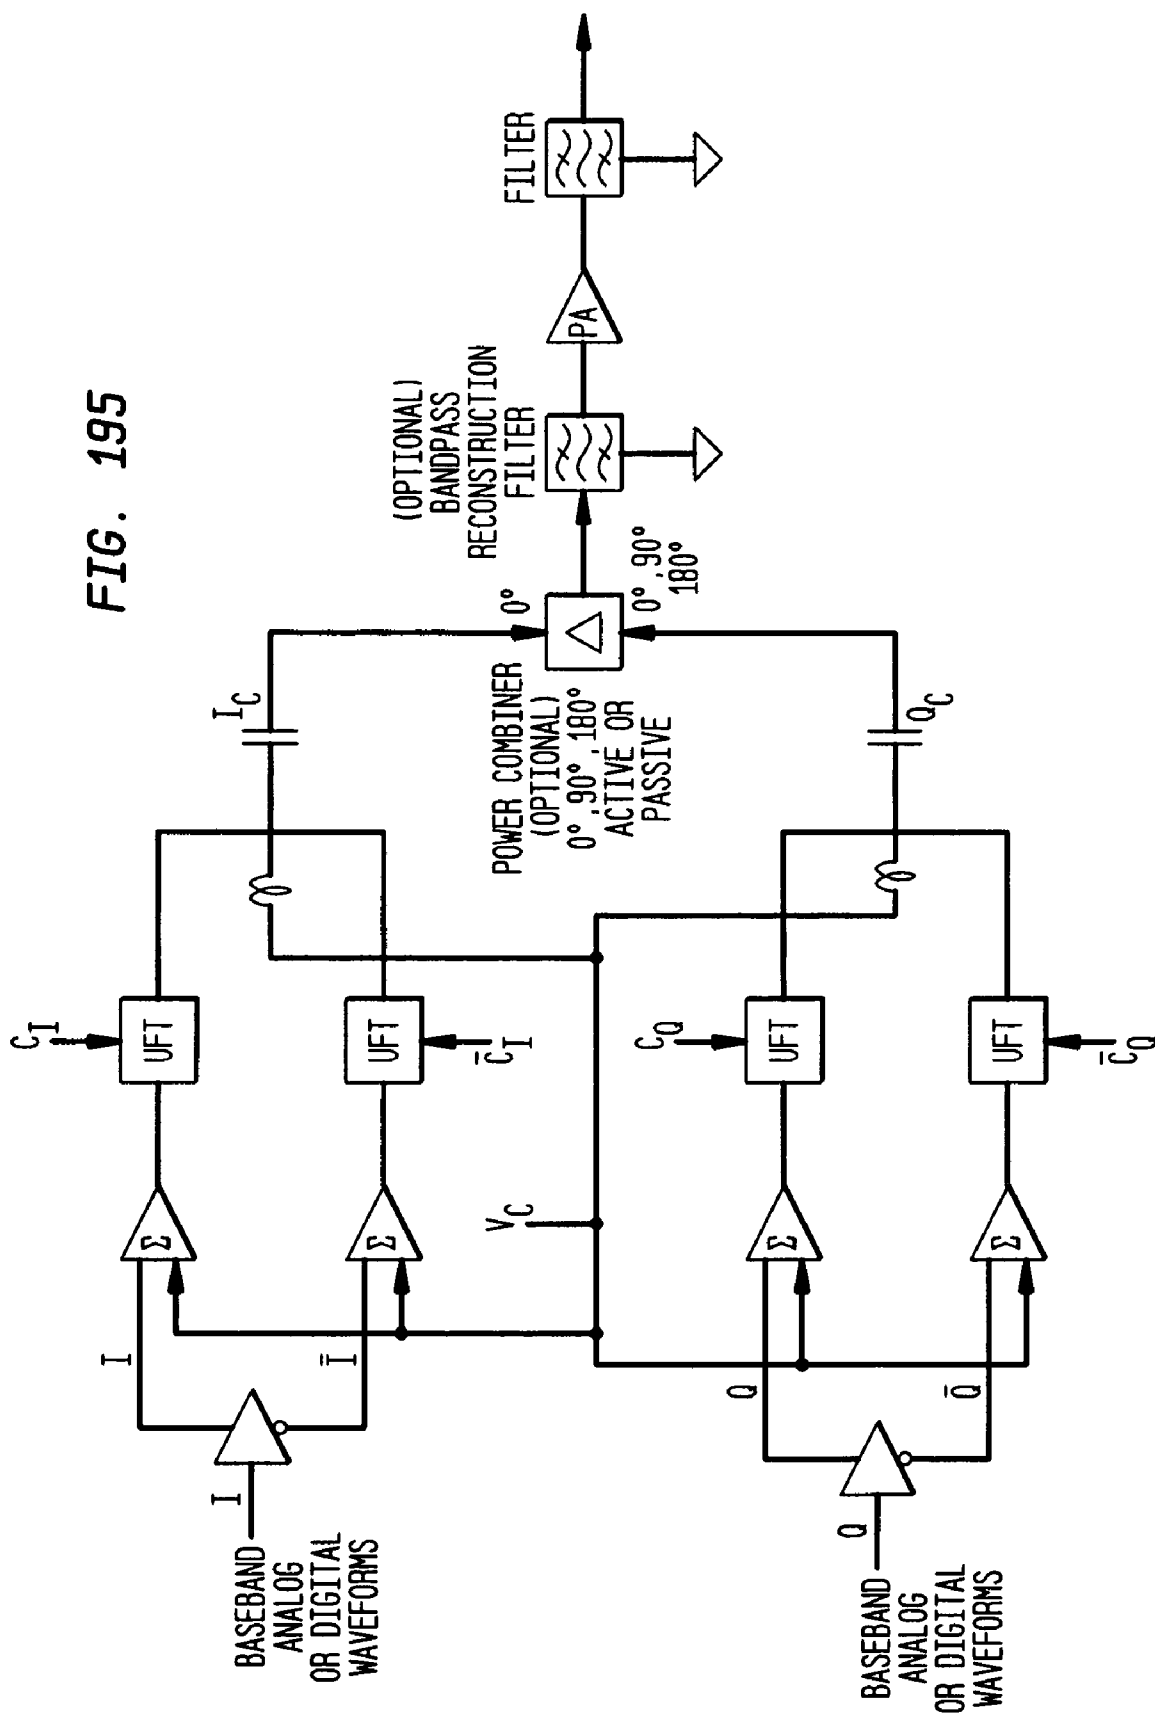 FIG. 195
BASEBAND
ANALOG
OR DIGITAL
WAVEFORMS
I
I
Ī
Σ
Σ
C_I
UFT
UFT
C̄_I
I_C
V_C
BASEBAND
ANALOG
OR DIGITAL
WAVEFORMS
Q
Q
Q̄
Σ
Σ
C_Q
UFT
UFT
C̄_Q
Q_C
POWER COMBINER
(OPTIONAL)
0°,90°,180°
ACTIVE OR
PASSIVE
0°
0°,90°
180°
(OPTIONAL)
BANDPASS
RECONSTRUCTION
FILTER
PA
FILTER